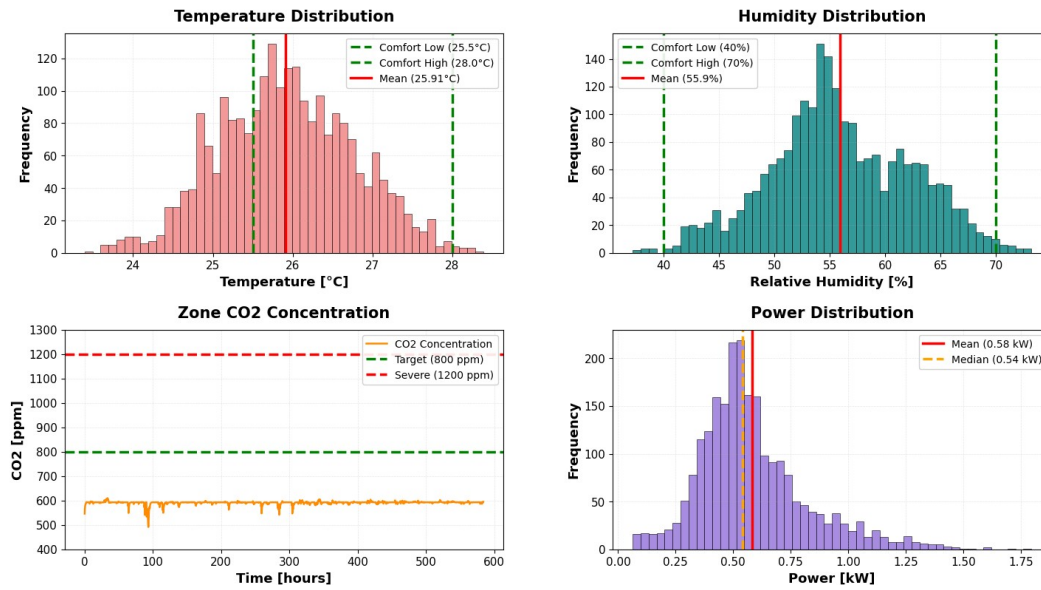 Temperature Distribution
Frequency
120
100
80
60
40
20
0
Comfort Low (25.5°C)
Comfort High (28.0°C)
Mean (25.91°C)
24 25 26 27 28
Temperature [°C]
Humidity Distribution
Frequency
140
120
100
80
60
40
20
0
Comfort Low (40%)
Comfort High (70%)
Mean (55.9%)
40 45 50 55 60 65 70
Relative Humidity [%]
Zone CO2 Concentration
CO2 [ppm]
1300
1200
1100
1000
900
800
700
600
500
400
CO2 Concentration
Target (800 ppm)
Severe (1200 ppm)
0 100 200 300 400 500 600
Time [hours]
Power Distribution
Frequency
200
150
100
50
0
Mean (0.58 kW)
Median (0.54 kW)
0.00 0.25 0.50 0.75 1.00 1.25 1.50 1.75
Power [kW]